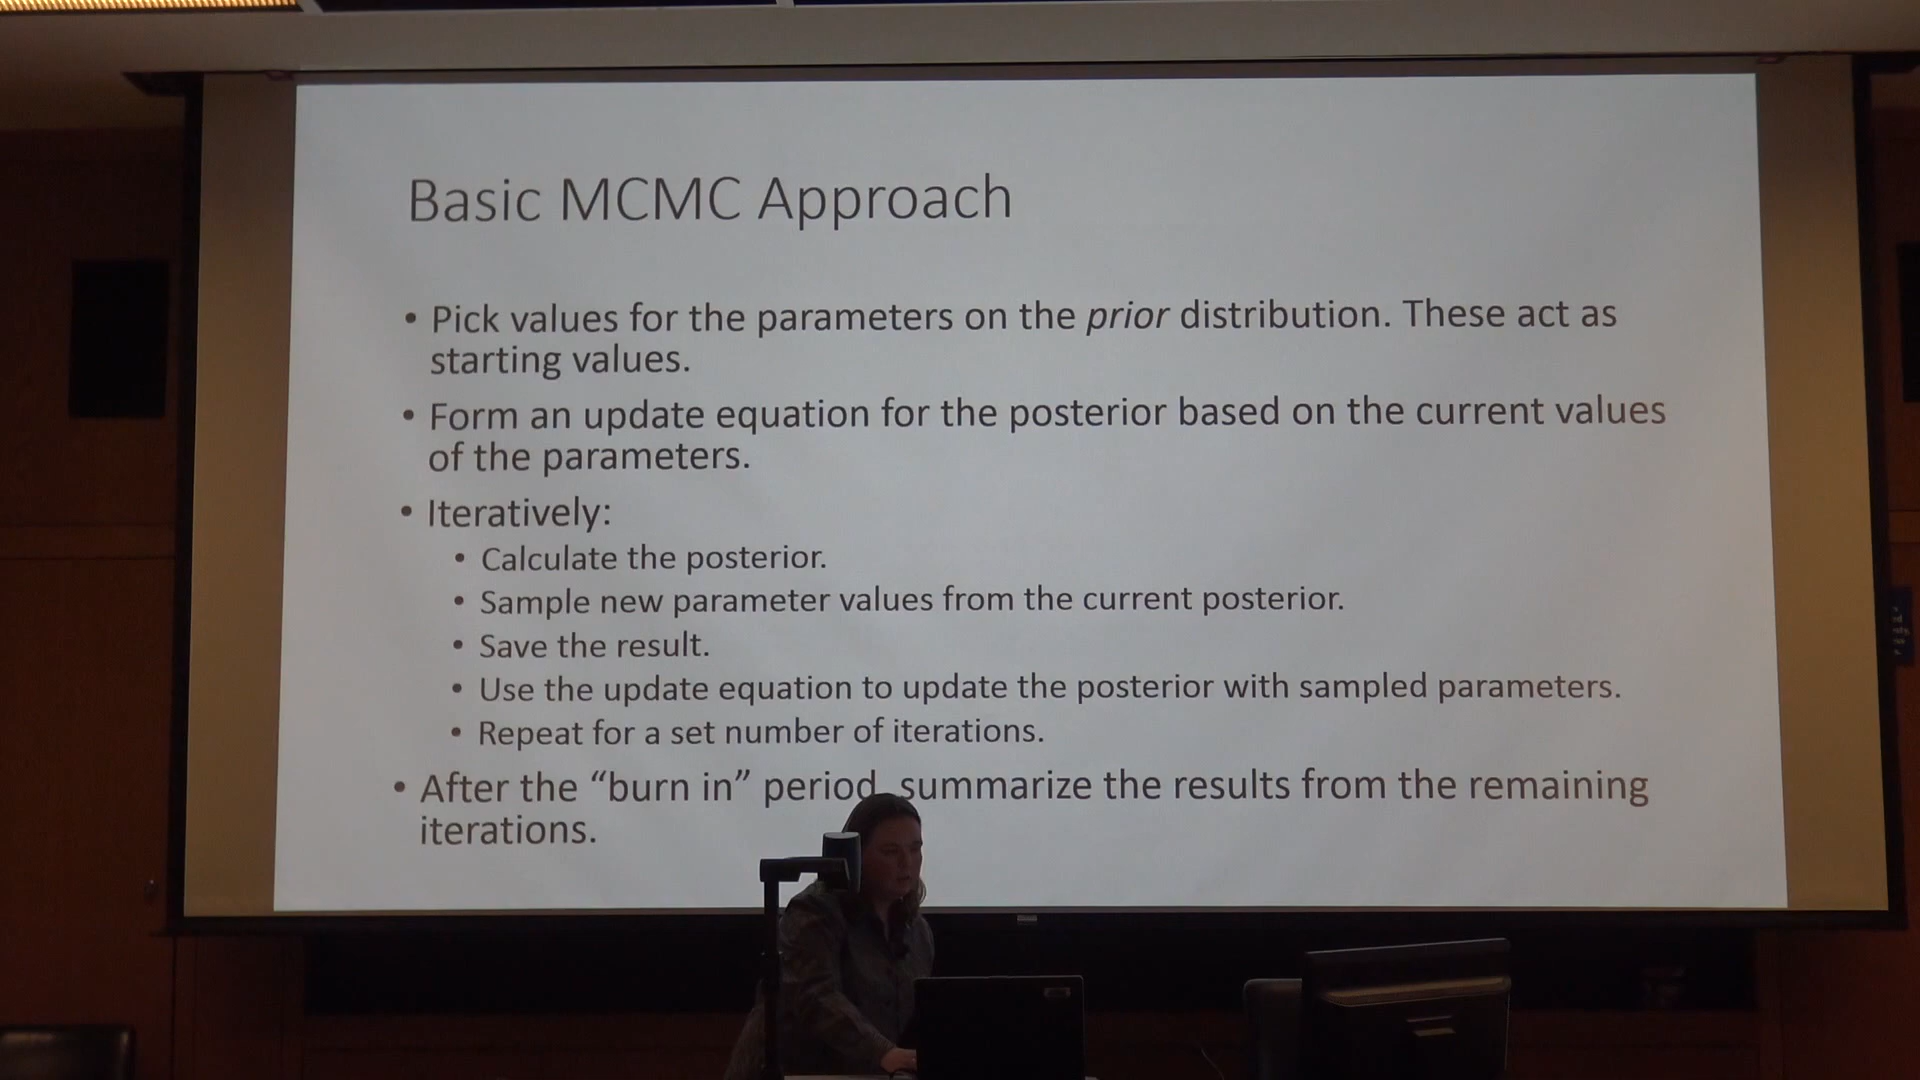 Basic MCMC Approach
• Pick values for the parameters on the prior distribution. These act as
starting values.
• Form an update equation for the posterior based on the current values
of the parameters.
• Iteratively:
• Calculate the posterior.
• Sample new parameter values from the current posterior.
• Save the result.
• Use the update equation to update the posterior with sampled parameters.
• Repeat for a set number of iterations.
• After the “burn in” period, summarize the results from the remaining
iterations.